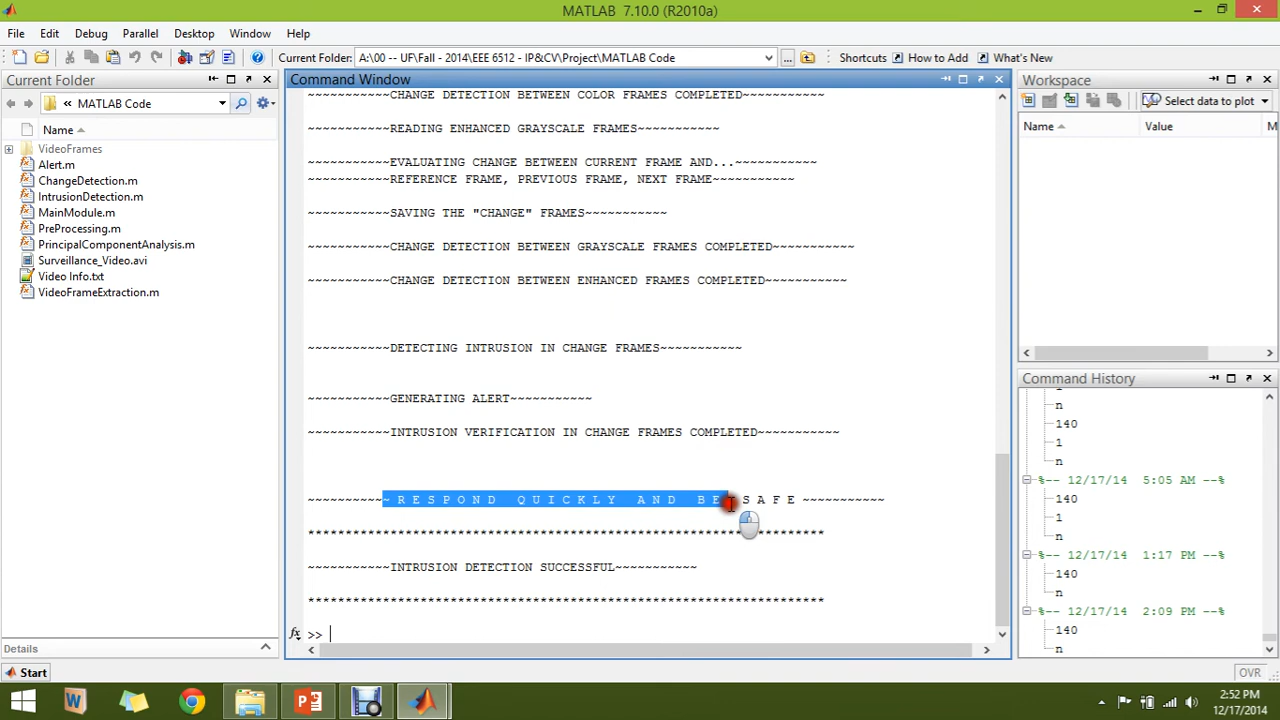 MATLAB 7.10.0 (R2010a)
File Edit Debug Parallel Desktop Window Help
Current Folder: A:\00 -- UF\Fall - 2014\EEE 6512 - IP&CV\Project\MATLAB Code
Shortcuts How to Add What's New
Current Folder
« MATLAB Code
Name
VideoFrames
Alert.m
ChangeDetection.m
IntrusionDetection.m
MainModule.m
PreProcessing.m
PrincipalComponentAnalysis.m
Surveillance_Video.avi
Video Info.txt
VideoFrameExtraction.m
Details
Command Window
~~~~~~~~~~~CHANGE DETECTION BETWEEN COLOR FRAMES COMPLETED~~~~~~~~~~~
~~~~~~~~~~~READING ENHANCED GRAYSCALE FRAMES~~~~~~~~~~~
~~~~~~~~~~~EVALUATING CHANGE BETWEEN CURRENT FRAME AND...~~~~~~~~~~~
~~~~~~~~~~~REFERENCE FRAME, PREVIOUS FRAME, NEXT FRAME~~~~~~~~~~~
~~~~~~~~~~~SAVING THE "CHANGE" FRAMES~~~~~~~~~~~
~~~~~~~~~~~CHANGE DETECTION BETWEEN GRAYSCALE FRAMES COMPLETED~~~~~~~~~~~
~~~~~~~~~~~CHANGE DETECTION BETWEEN ENHANCED FRAMES COMPLETED~~~~~~~~~~~
~~~~~~~~~~~DETECTING INTRUSION IN CHANGE FRAMES~~~~~~~~~~~
~~~~~~~~~~~GENERATING ALERT~~~~~~~~~~~
~~~~~~~~~~~INTRUSION VERIFICATION IN CHANGE FRAMES COMPLETED~~~~~~~~~~~
~~~~~~~~~~~ R E S P O N D   Q U I C K L Y   A N D   B E   S A F E ~~~~~~~~~~~
*********************************************************************
~~~~~~~~~~~INTRUSION DETECTION SUCCESSFUL~~~~~~~~~~~
*********************************************************************
fx >>
Workspace
Select data to plot
Name Value M
Command History
n
140
1
n
%-- 12/17/14 5:05 AM --%
140
1
n
%-- 12/17/14 1:17 PM --%
140
n
%-- 12/17/14 2:09 PM --%
140
n
Start
OVR
2:52 PM
12/17/2014